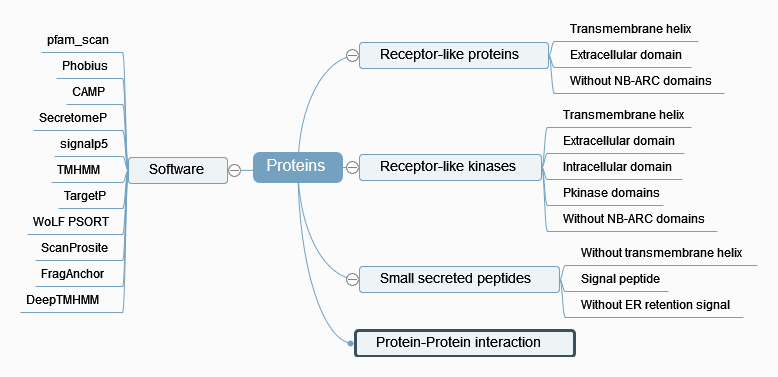 Proteins
Software
pfam_scan
Phobius
CAMP
SecretomeP
signalp5
TMHMM
TargetP
WoLF PSORT
ScanProsite
FragAnchor
DeepTMHMM
Receptor-like proteins
Transmembrane helix
Extracellular domain
Without NB-ARC domains
Receptor-like kinases
Transmembrane helix
Extracellular domain
Intracellular domain
Pkinase domains
Without NB-ARC domains
Small secreted peptides
Without transmembrane helix
Signal peptide
Without ER retention signal
Protein-Protein interaction